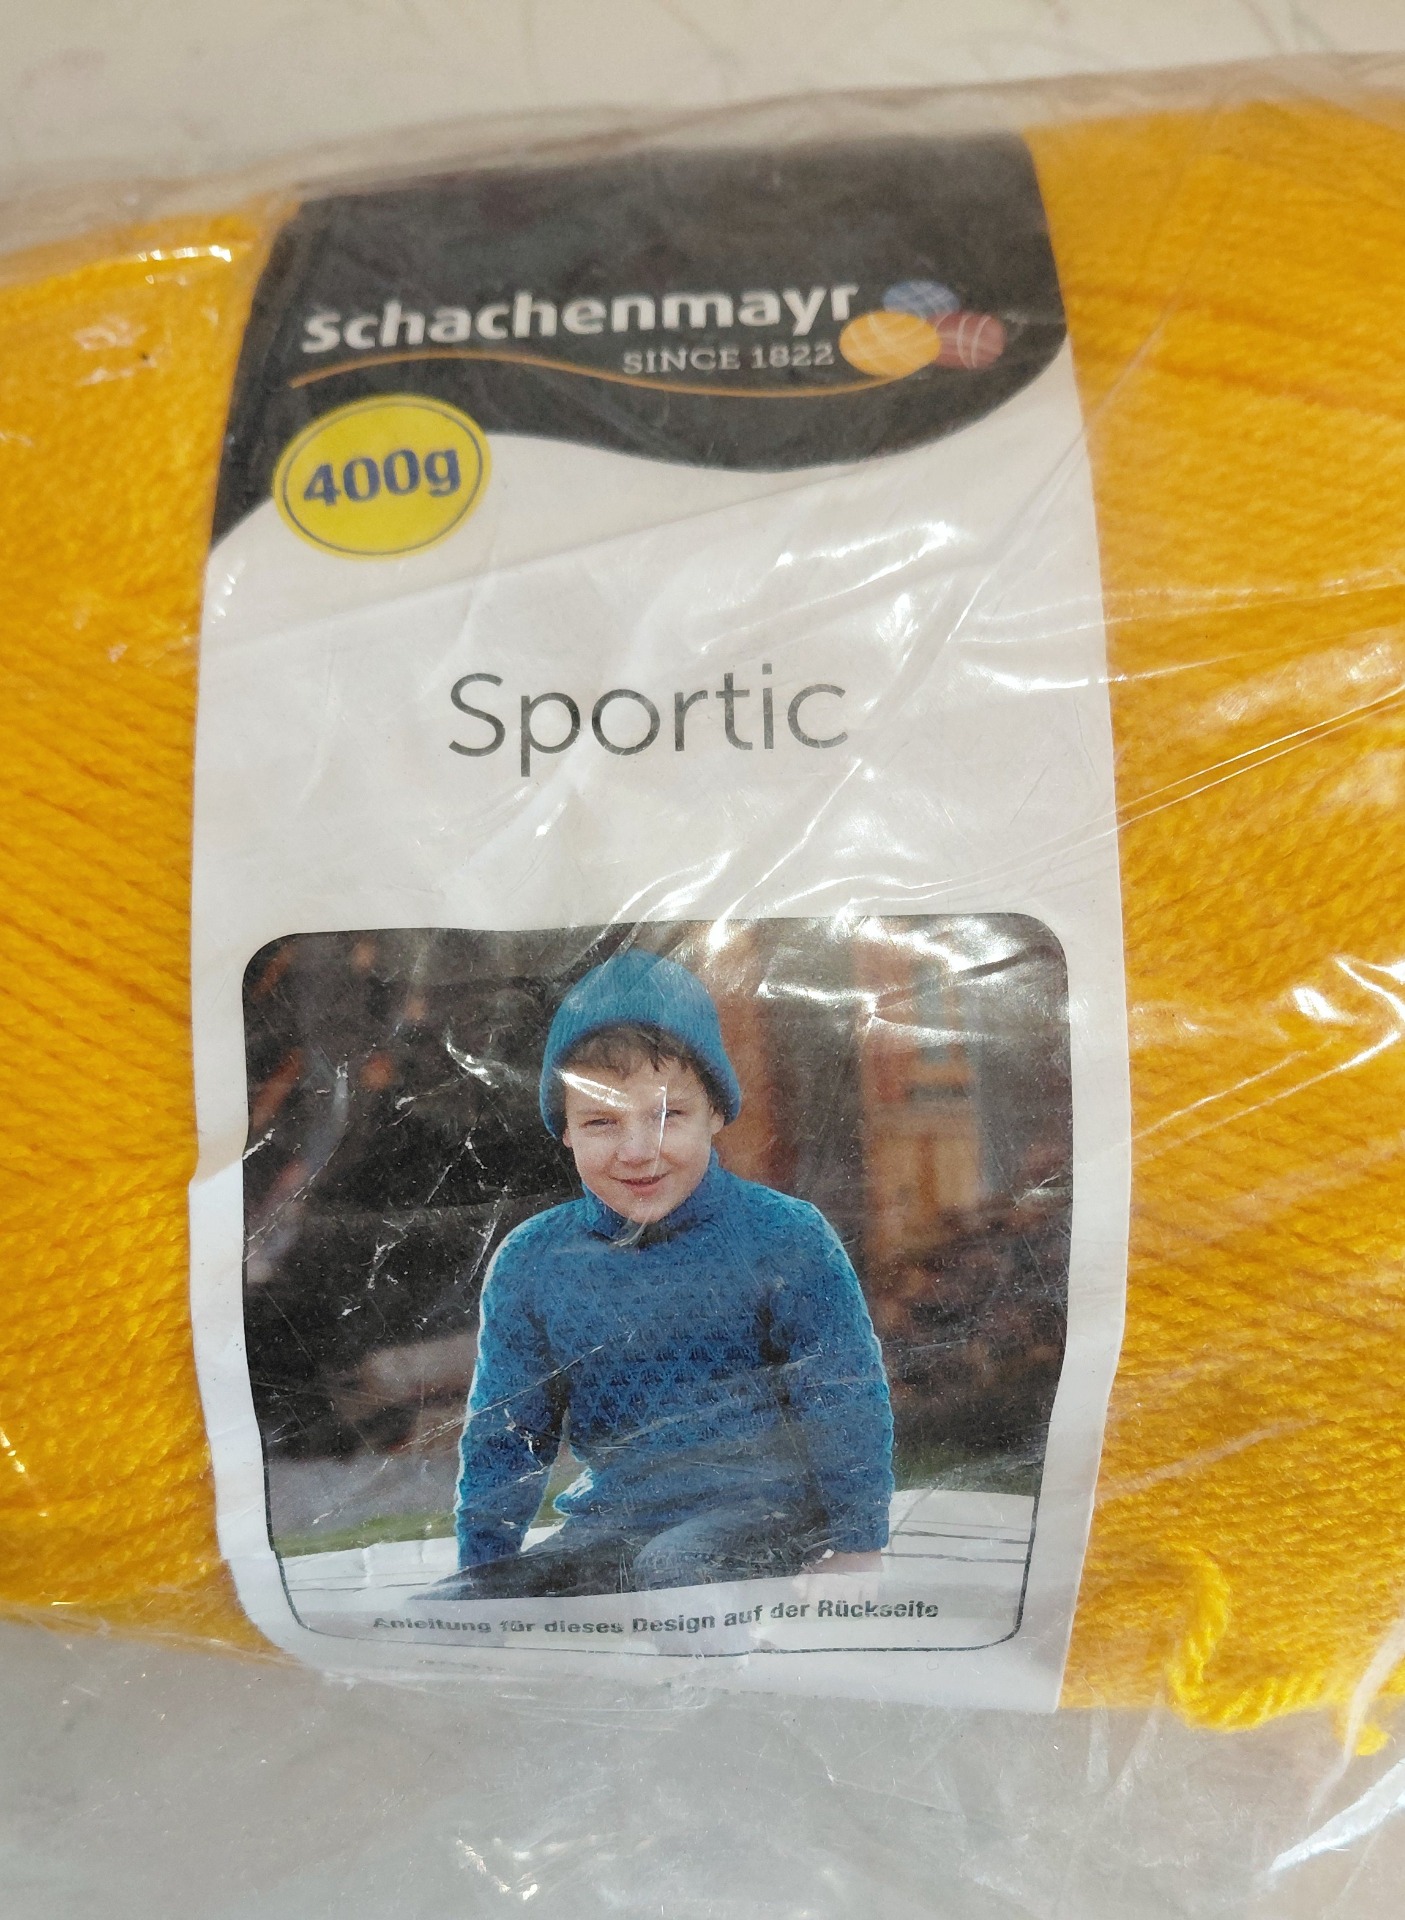 schachenmayr
SINCE 1822
400g
Sportic
Anleitung für dieses Design auf der Rückseite